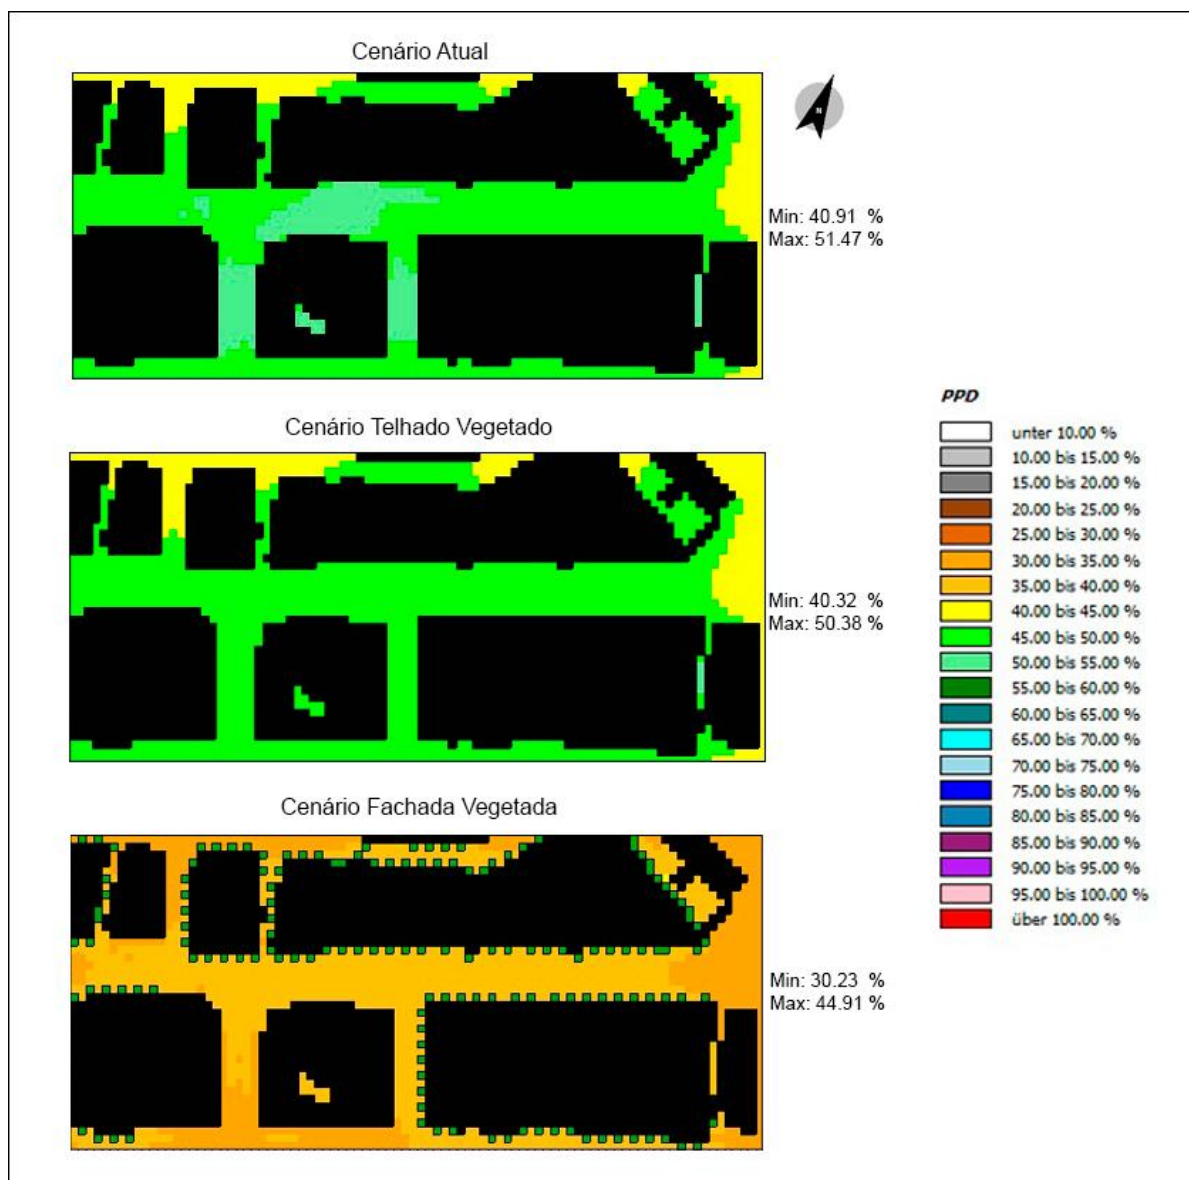 Cenário Atual
N
Min: 40.91 %
Max: 51.47 %
Cenário Telhado Vegetado
Min: 40.32 %
Max: 50.38 %
Cenário Fachada Vegetada
Min: 30.23 %
Max: 44.91 %
PPD
unter 10.00 %
10.00 bis 15.00 %
15.00 bis 20.00 %
20.00 bis 25.00 %
25.00 bis 30.00 %
30.00 bis 35.00 %
35.00 bis 40.00 %
40.00 bis 45.00 %
45.00 bis 50.00 %
50.00 bis 55.00 %
55.00 bis 60.00 %
60.00 bis 65.00 %
65.00 bis 70.00 %
70.00 bis 75.00 %
75.00 bis 80.00 %
80.00 bis 85.00 %
85.00 bis 90.00 %
90.00 bis 95.00 %
95.00 bis 100.00 %
über 100.00 %